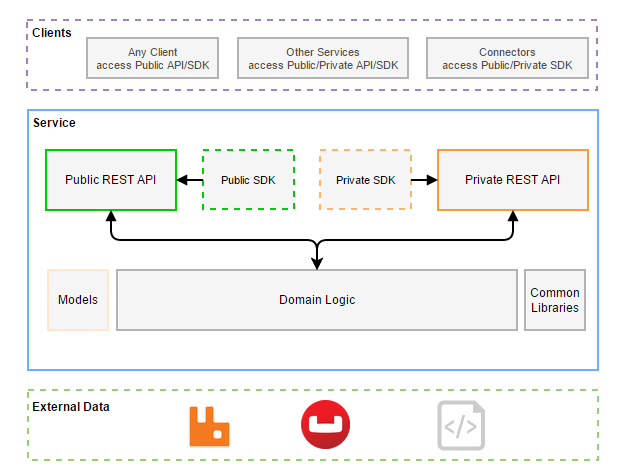 Clients
Any Client
access Public API/SDK
Other Services
access Public/Private API/SDK
Connectors
access Public/Private SDK
Service
Public REST API
Public SDK
Private SDK
Private REST API
Models
Domain Logic
Common
Libraries
External Data
</>